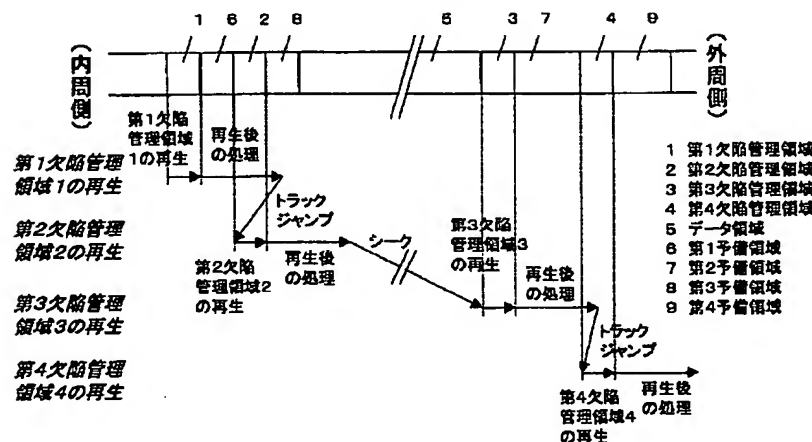 1 6 2 8 5 3 7 4 9
(内周側)
(外周側)
第1欠陥
管理領域
1の再生
再生後
の処理
第1欠陥管理
領域1の再生
トラック
ジャンプ
第2欠陥管理
領域2の再生
第2欠陥
管理領域2
の再生
再生後
の処理
シーク
第3欠陥
管理領域3
の再生
再生後
の処理
第3欠陥管理
領域3の再生
トラック
ジャンプ
第4欠陥管理
領域4の再生
第4欠陥
管理領域4
の再生
再生後
の処理
1 第1欠陥管理領域
2 第2欠陥管理領域
3 第3欠陥管理領域
4 第4欠陥管理領域
5 データ領域
6 第1予備領域
7 第2予備領域
8 第3予備領域
9 第4予備領域